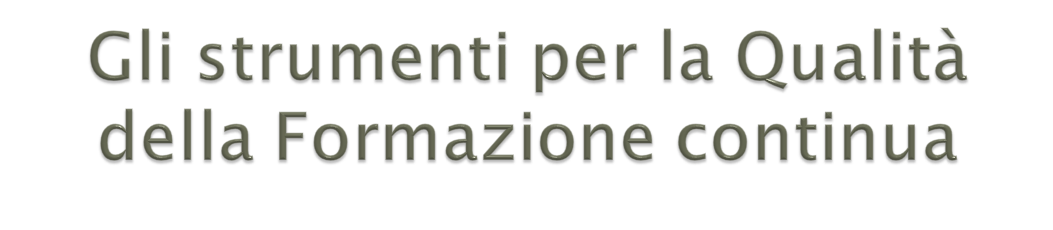 Gli strumenti per la Qualità
della Formazione continua